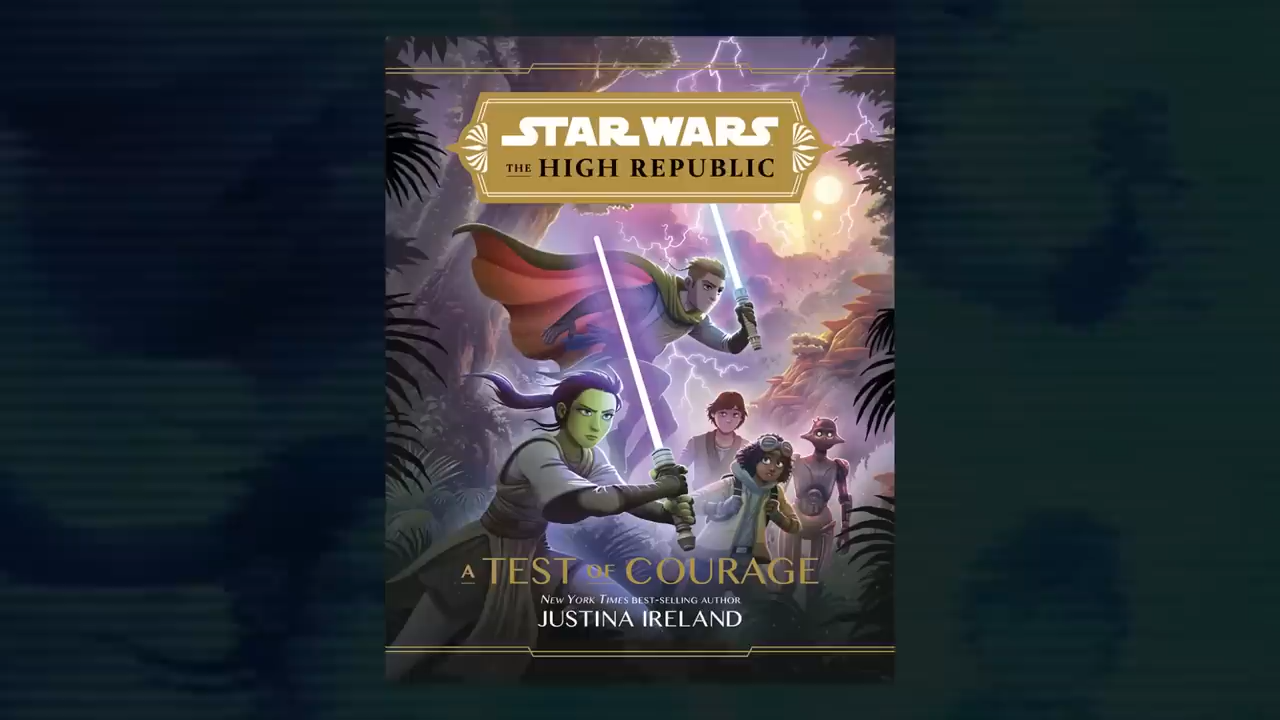 STAR WARS
THE HIGH REPUBLIC
A TEST OF COURAGE
NEW YORK TIMES BEST-SELLING AUTHOR
JUSTINA IRELAND